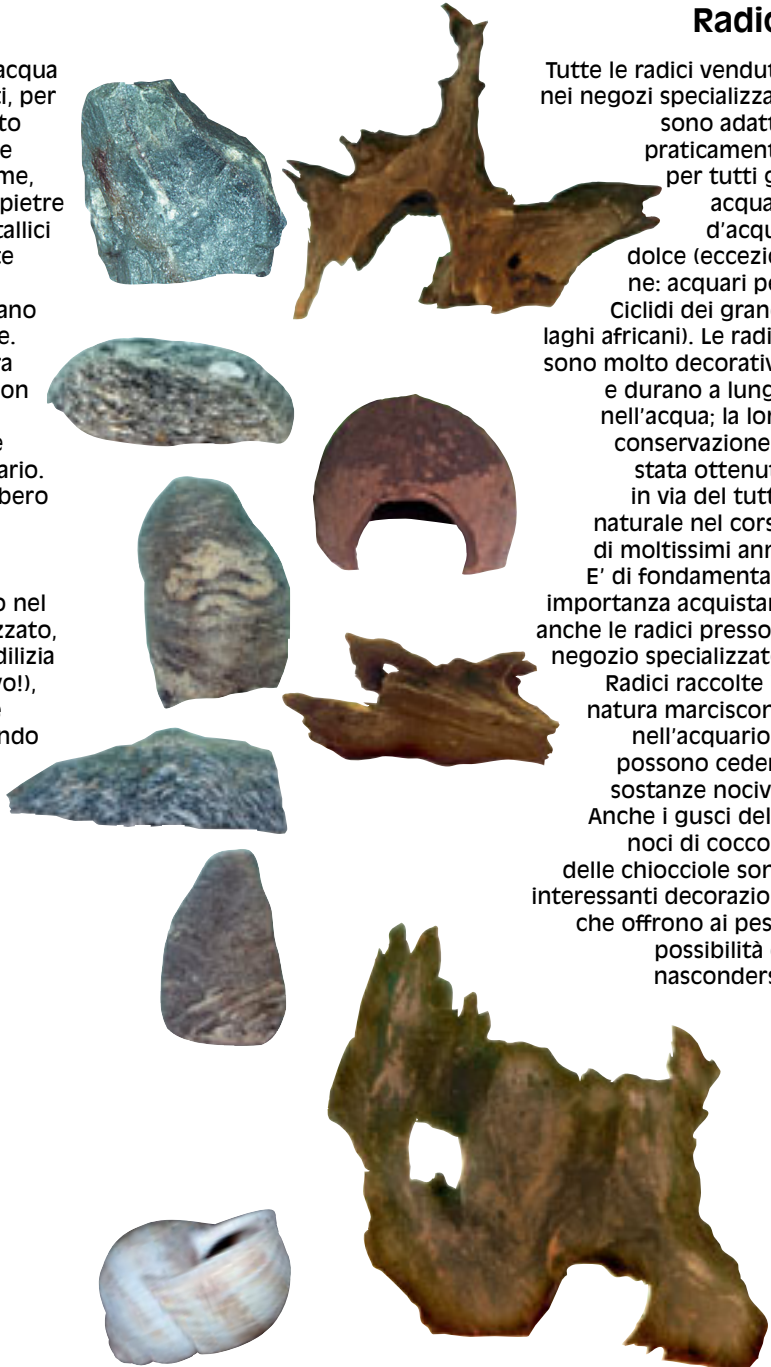 acqua
ti, per
to
e
me,
pietre
tallici
te
ano
e.
a
on
e
ario.
bero
o nel
zzato,
dilizia
vo!),
e
ndo
Radic
Tutte le radici vendut
nei negozi specializza
sono adatt
praticament
per tutti g
acqua
d'acqu
dolce (eccezio
ne: acquari pe
Ciclidi dei grand
laghi africani). Le radi
sono molto decorativ
e durano a lung
nell'acqua; la lor
conservazione
stata ottenut
in via del tutt
naturale nel cors
di moltissimi ann
E' di fondamenta
importanza acquistar
anche le radici presso
negozio specializzat
Radici raccolte
natura marciscon
nell'acquario
possono ceder
sostanze nociv
Anche i gusci del
noci di cocco
delle chiocciole son
interessanti decorazio
che offrono ai pes
possibilità
nasconders